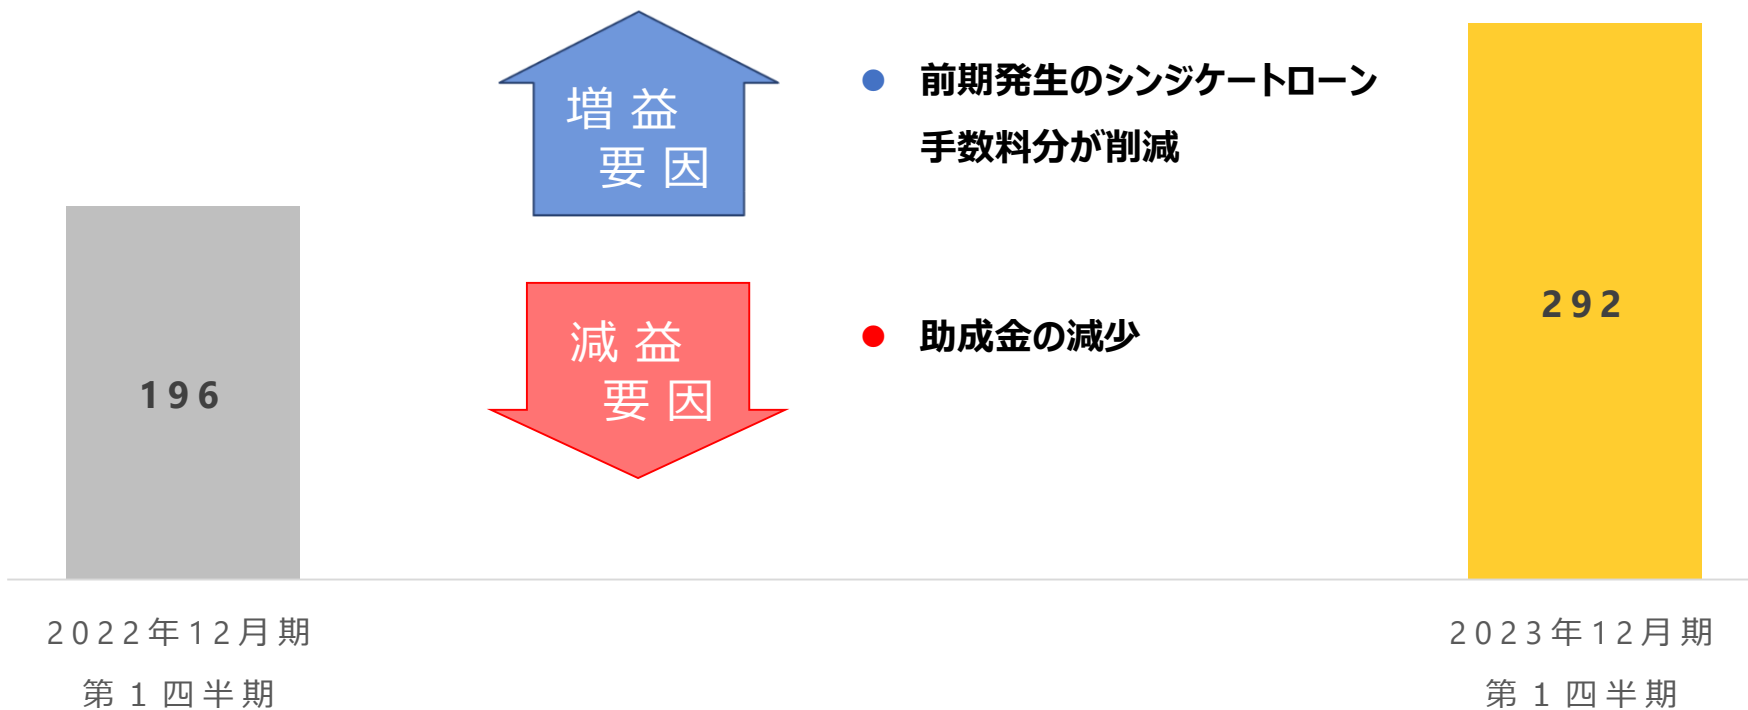 増益
要因
前期発生のシンジケートローン
手数料分が削減
292
減益
要因
助成金の減少
196
2022年12月期
第1四半期
2023年12月期
第1四半期